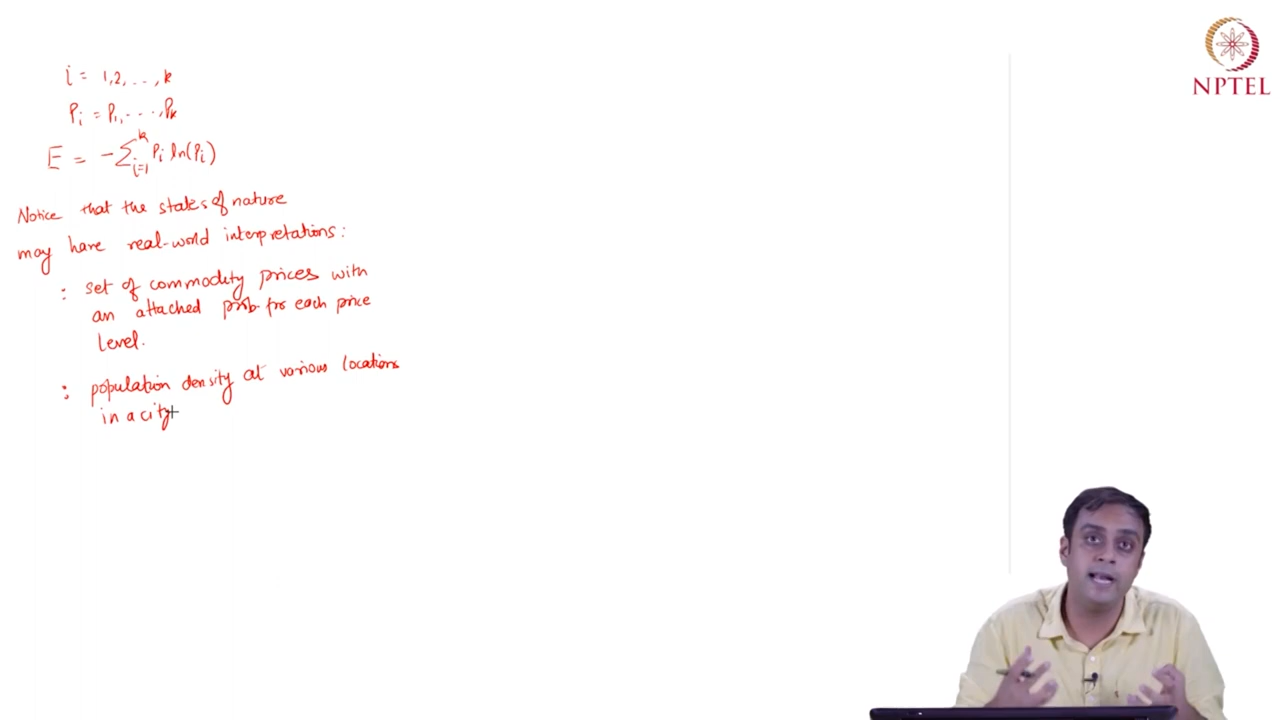 i = 1,2, ..., k
Pi = P1, ..., Pk
E = - ∑_{i=1}^{k} Pi ln(Pi)
Notice that the states of nature
may have real-world interpretations:
: set of commodity prices with
an attached prob. for each price
level.
: population density at various locations
in a city
NPTEL